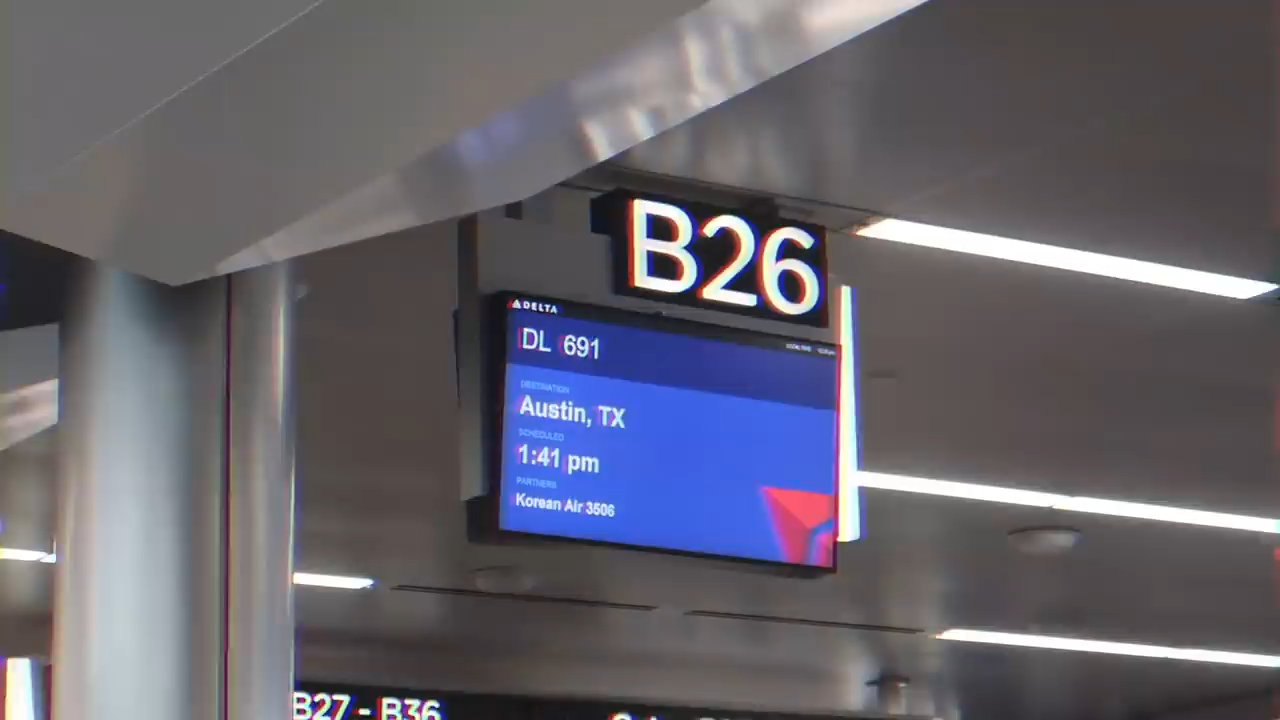 B26
DELTA
DL 691
DESTINATION
Austin, TX
SCHEDULED
1:41 pm
PARTNERS
Korean Air 3506
B27 - B36